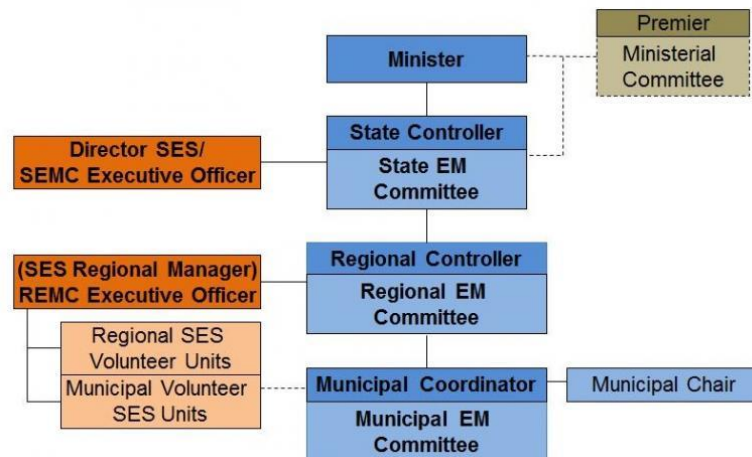 Premier
Ministerial
Committee
Minister
State Controller
State EM
Committee
Director SES/
SEMC Executive Officer
Regional Controller
Regional EM
Committee
(SES Regional Manager)
REMC Executive Officer
Regional SES
Volunteer Units
Municipal Volunteer
SES Units
Municipal Coordinator
Municipal EM
Committee
Municipal Chair